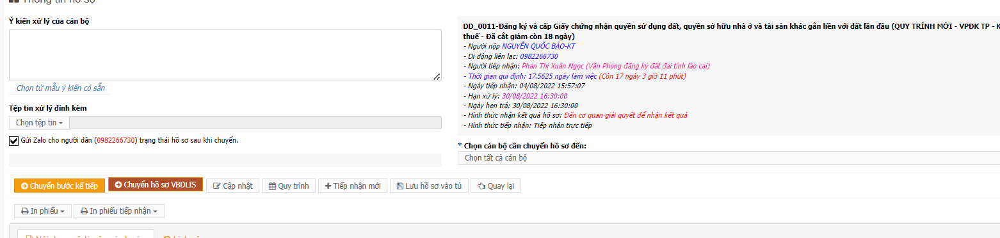 Thông tin hồ sơ
Ý kiến xử lý của cán bộ
Chọn từ mẫu ý kiến có sẵn
Tệp tin xử lý đính kèm
Chọn tệp tin
Gửi Zalo cho người dân (0982266730) trạng thái hồ sơ sau khi chuyển.
DD_0011-Đăng ký và cấp Giấy chứng nhận quyền sử dụng đất, quyền sở hữu nhà ở và tài sản khác gắn liền với đất lần đầu (QUY TRÌNH MỚI - VPĐK TP - K
thuế - Đã cắt giảm còn 18 ngày)
- Người nộp NGUYỄN QUỐC BẢO-KT
- Di động liên lạc: 0982266730
- Người tiếp nhận: Phan Thị Xuân Ngọc (Văn Phòng đăng ký đất đai tỉnh lào cai)
- Thời gian qui định: 17.5625 ngày làm việc (Còn 17 ngày 3 giờ 11 phút)
- Ngày tiếp nhận: 04/08/2022 15:57:07
- Hạn xử lý: 30/08/2022 16:30:00
- Ngày hẹn trả: 30/08/2022 16:30:00
- Hình thức nhận kết quả hồ sơ: Đến cơ quan giải quyết để nhận kết quả
- Hình thức tiếp nhận: Tiếp nhận trực tiếp
* Chọn cán bộ cần chuyển hồ sơ đến:
Chọn tất cả cán bộ
Chuyển bước kế tiếp Chuyển hồ sơ VBDLIS Cập nhật Quy trình Tiếp nhận mới Lưu hồ sơ vào tủ Quay lại
In phiếu In phiếu tiếp nhận